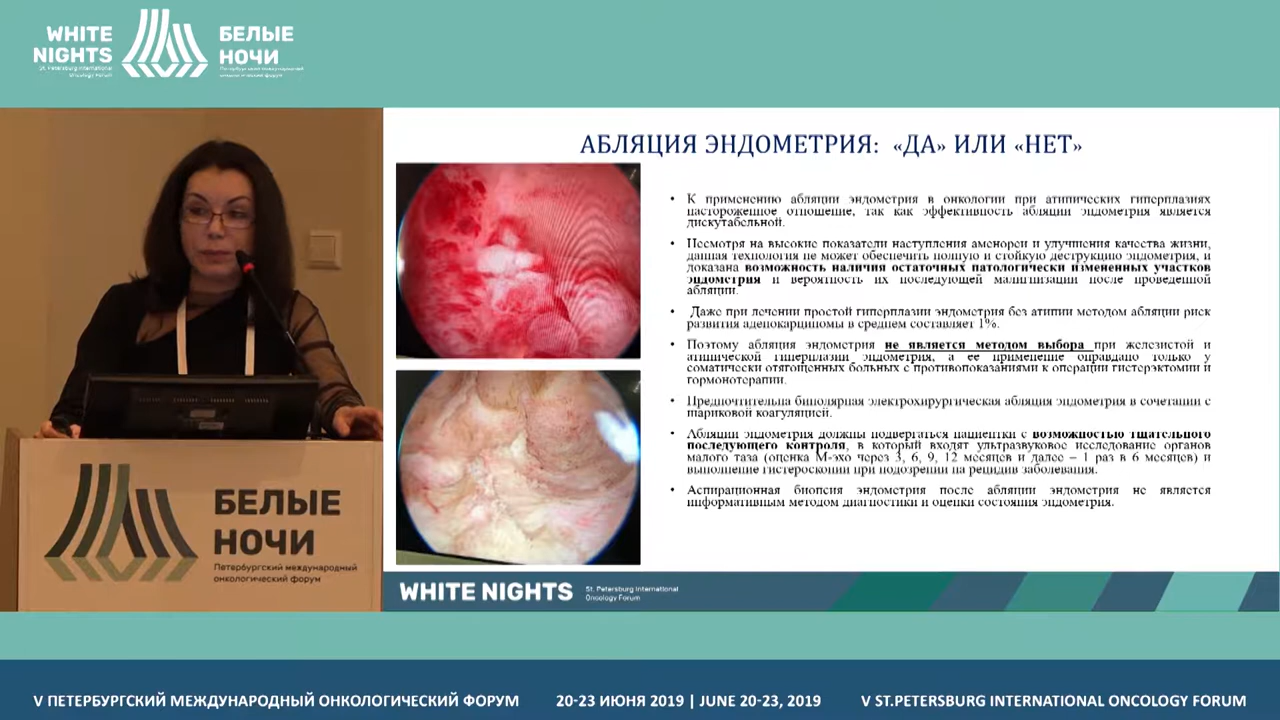 WHITE
NIGHTS
St. Petersburg International
Oncology Forum
БЕЛЫЕ
НОЧИ
Петербургский международный
онкологический форум
АБЛЯЦИЯ ЭНДОМЕТРИЯ: «ДА» ИЛИ «НЕТ»
• К применению абляции эндометрия в онкологии при атипических гиперплазиях
настороженное отношение, так как эффективность абляции эндометрия является
дискутабельной.
• Несмотря на высокие показатели наступления аменореи и улучшения качества жизни,
данная технология не может обеспечить полную и стойкую деструкцию эндометрия, и
доказана возможность наличия остаточных патологически измененных участков
эндометрия и вероятность их последующей малигнизации после проведенной
абляции.
• Даже при лечении простой гиперплазии эндометрия без атипии методом абляции риск
развития аденокарциномы в среднем составляет 1%.
• Поэтому абляция эндометрия не является методом выбора при железистой и
атипической гиперплазии эндометрия, а ее применение оправдано только у
соматически отягощенных больных с противопоказаниями к операции гистерэктомии и
гормонотерапии.
• Предпочтительна биполярная электрохирургическая абляция эндометрия в сочетании с
шариковой коагуляцией.
• Абляции эндометрия должны подвергаться пациентки с возможностью тщательного
последующего контроля, в который входят ультразвуковое исследование органов
малого таза (оценка М-эхо через 3, 6, 9, 12 месяцев и далее – 1 раз в 6 месяцев) и
выполнение гистероскопии при подозрении на рецидив заболевания.
• Аспирационная биопсия эндометрия после абляции эндометрия не является
информативным методом диагностики и оценки состояния эндометрия.
БЕЛЫЕ
НОЧИ
Петербургский международный
онкологический форум
WHITE NIGHTS
St. Petersburg International
Oncology Forum
V ПЕТЕРБУРГСКИЙ МЕЖДУНАРОДНЫЙ ОНКОЛОГИЧЕСКИЙ ФОРУМ
20-23 ИЮНЯ 2019 | JUNE 20-23, 2019
V ST.PETERSBURG INTERNATIONAL ONCOLOGY FORUM